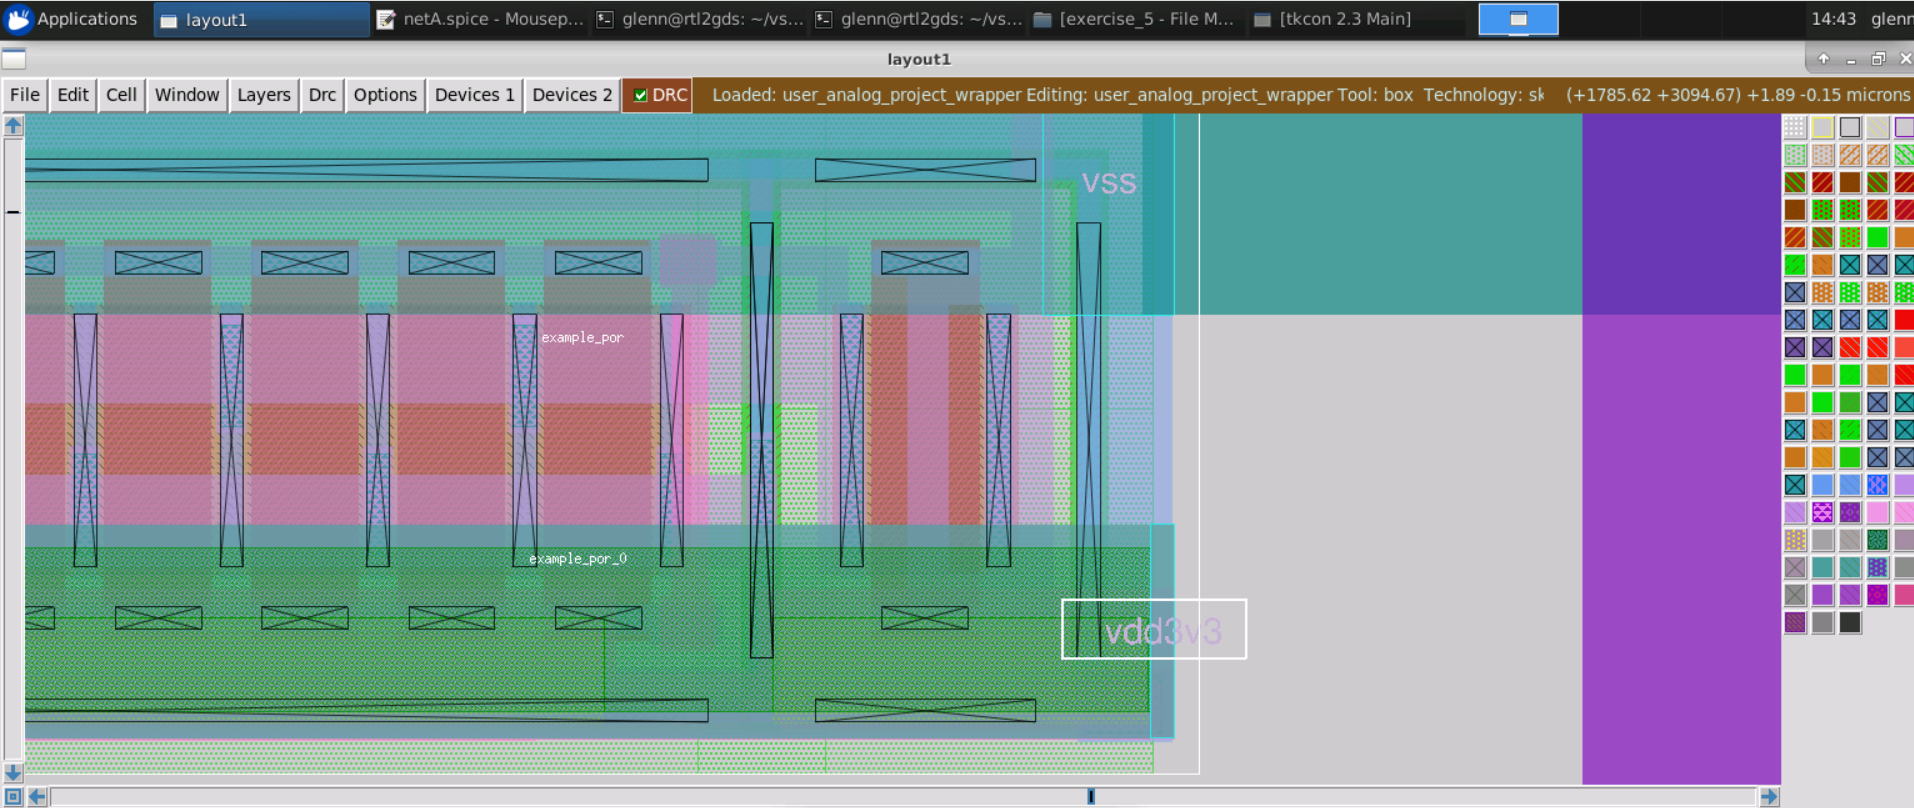 Applications
layout1
netA.spice - Mousep...
glenn@rtl2gds: ~/vs...
glenn@rtl2gds: ~/vs...
[exercise_5 - File M...
[tkcon 2.3 Main]
14:43
glenn
layout1
File Edit Cell Window Layers Drc Options Devices 1 Devices 2 DRC
Loaded: user_analog_project_wrapper Editing: user_analog_project_wrapper Tool: box Technology: sk
(+1785.62 +3094.67) +1.89 -0.15 microns
vss
example_por
example_por_0
vdd3v3